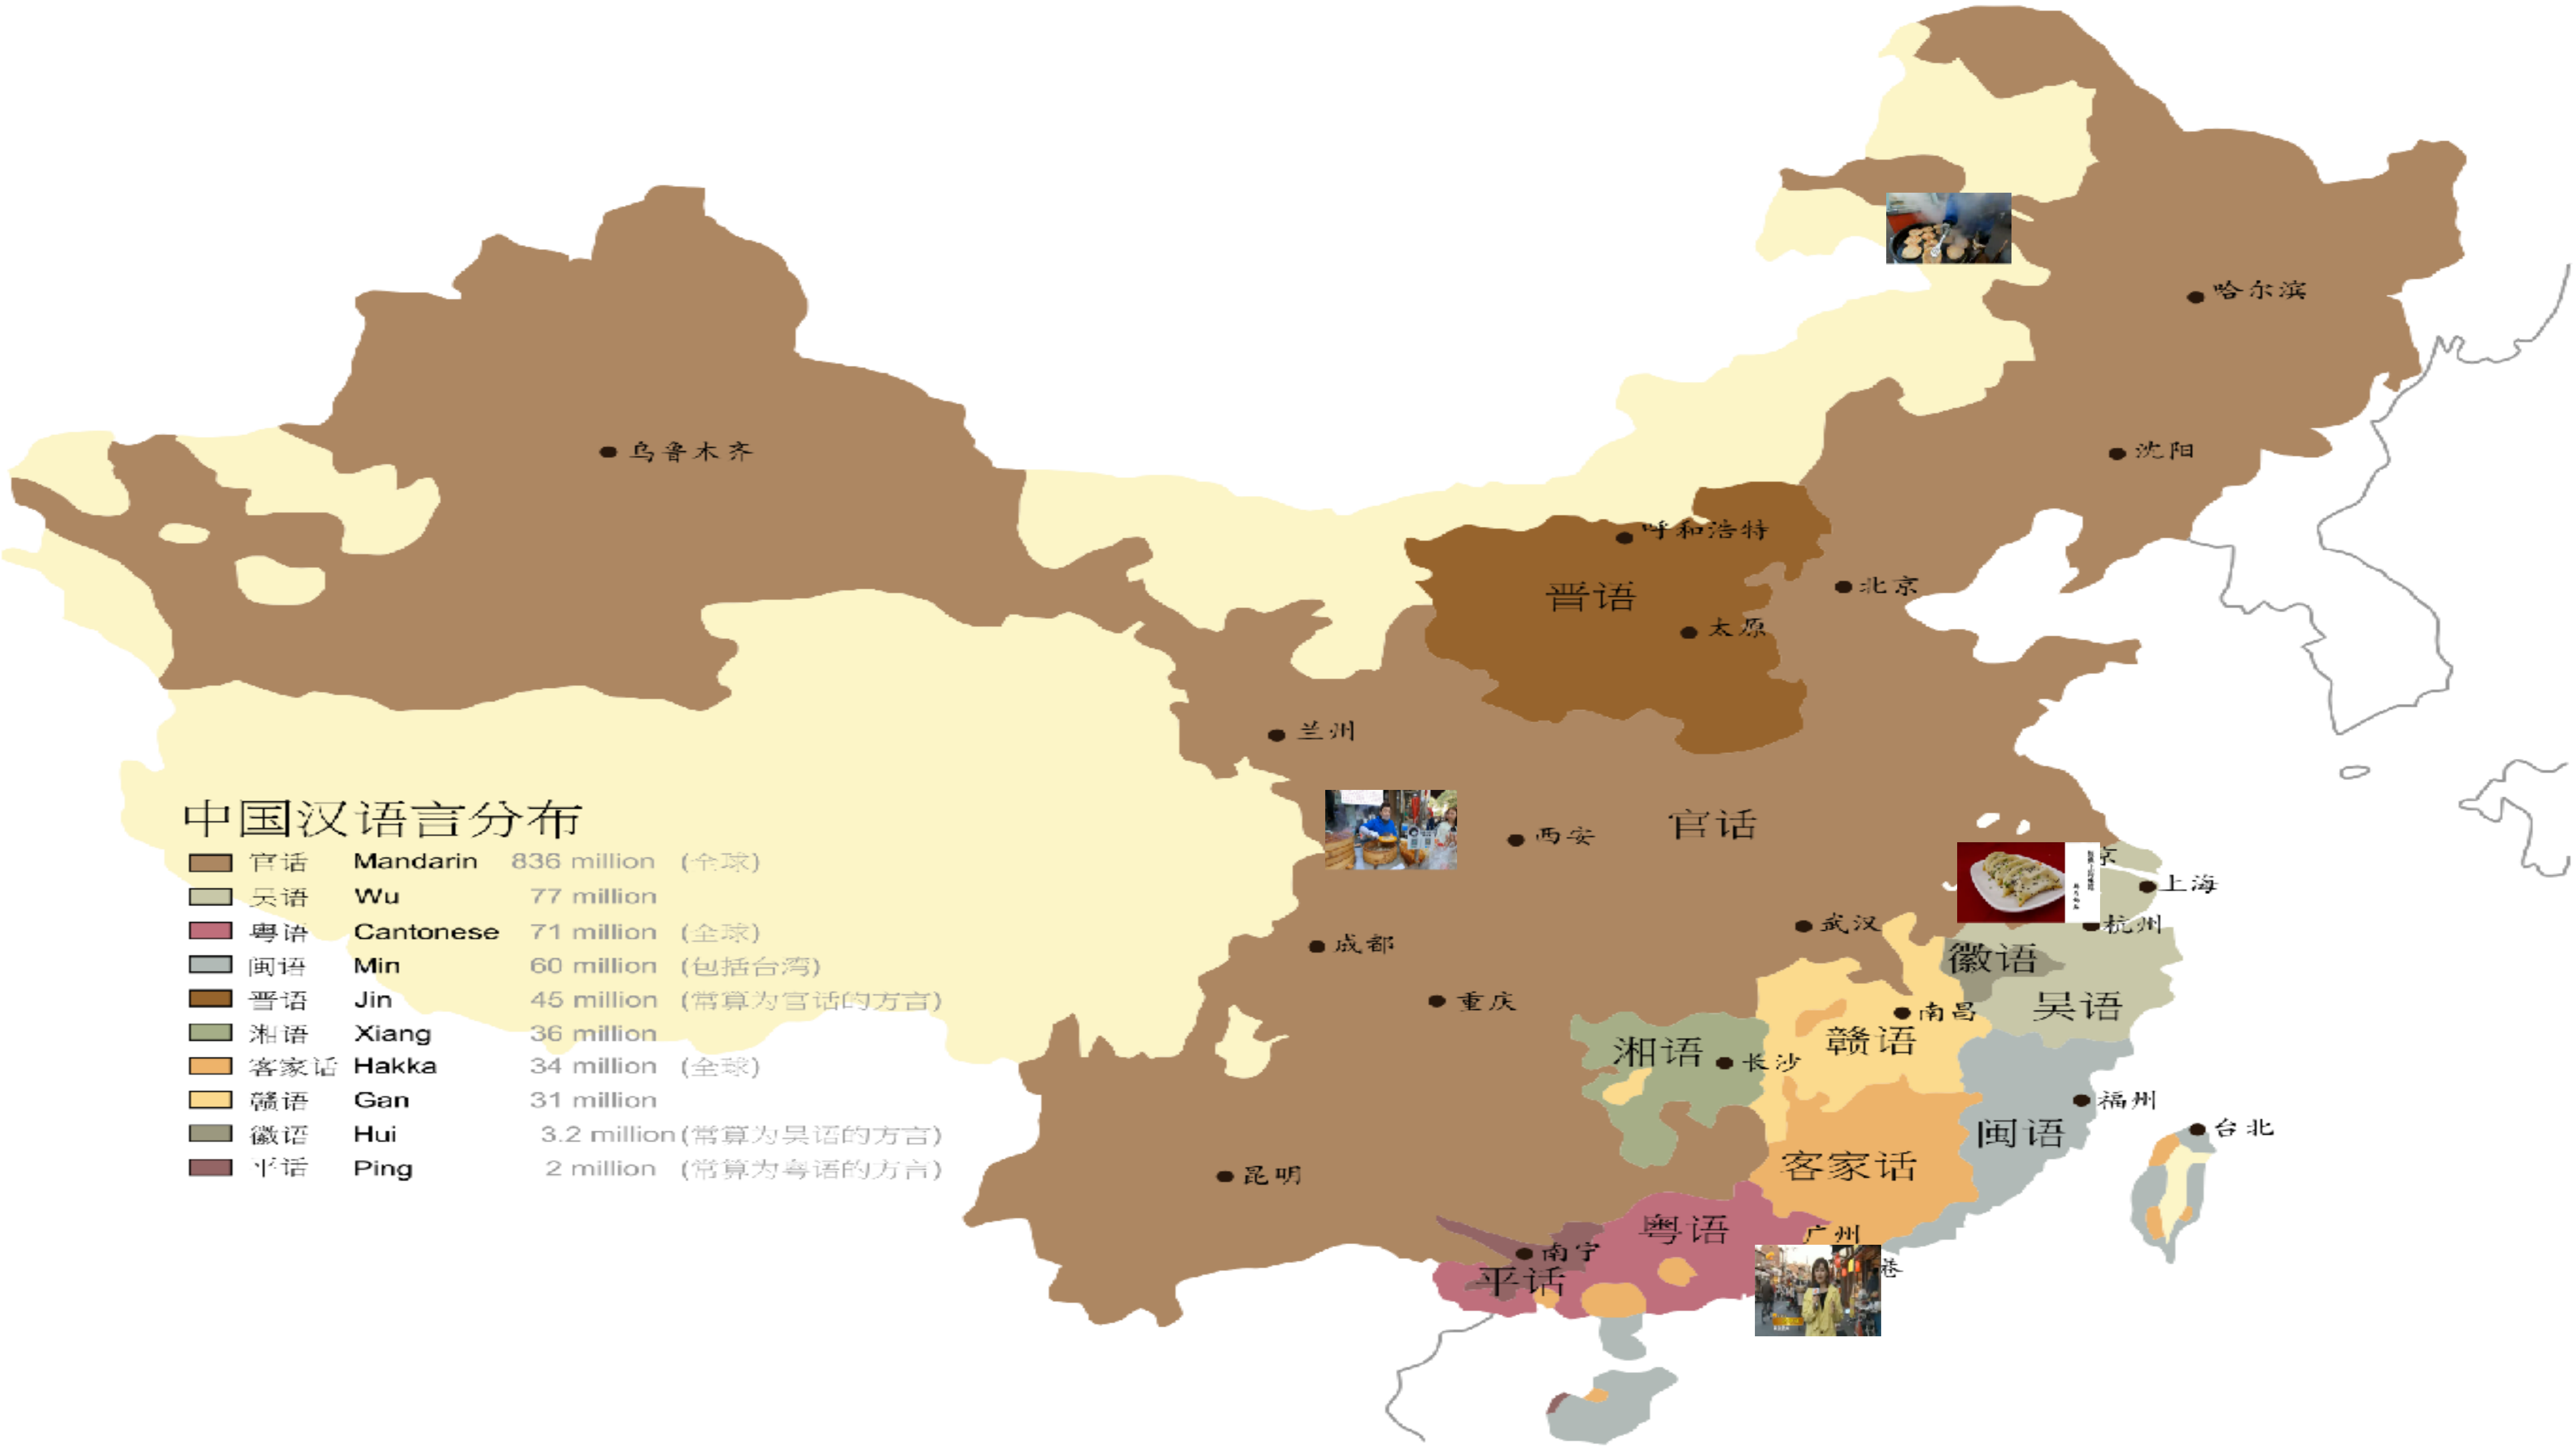 哈尔滨
乌鲁木齐
沈阳
呼和浩特
北京
晋语
太原
兰州
中国汉语言分布
官话 Mandarin 836 million (全球)
吴语 Wu 77 million
粤语 Cantonese 71 million (全球)
闽语 Min 60 million (包括台湾)
晋语 Jin 45 million (常算为官话的方言)
湘语 Xiang 36 million
客家话 Hakka 34 million (全球)
赣语 Gan 31 million
徽语 Hui 3.2 million (常算为吴语的方言)
平话 Ping 2 million (常算为粤语的方言)
官话
西安
京
上海
武汉
杭州
成都
徽语
重庆
南昌
吴语
赣语
湘语
长沙
福州
台北
闽语
客家话
昆明
粤语
广州
南宁
港
平话